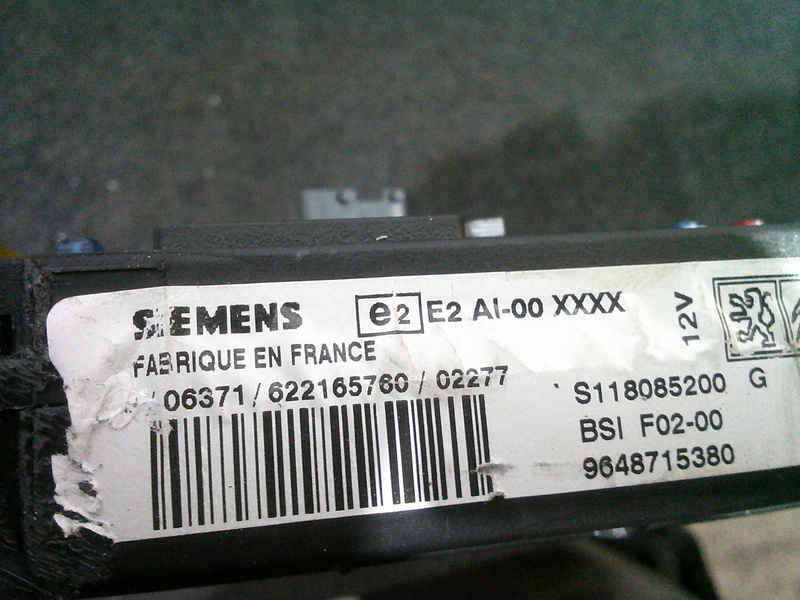 SIEMENS
e2 E2 AI-00 XXXX
12V
FABRIQUE EN FRANCE
06371 / 622165760 / 02277
S118085200 G
BSI F02-00
9648715380